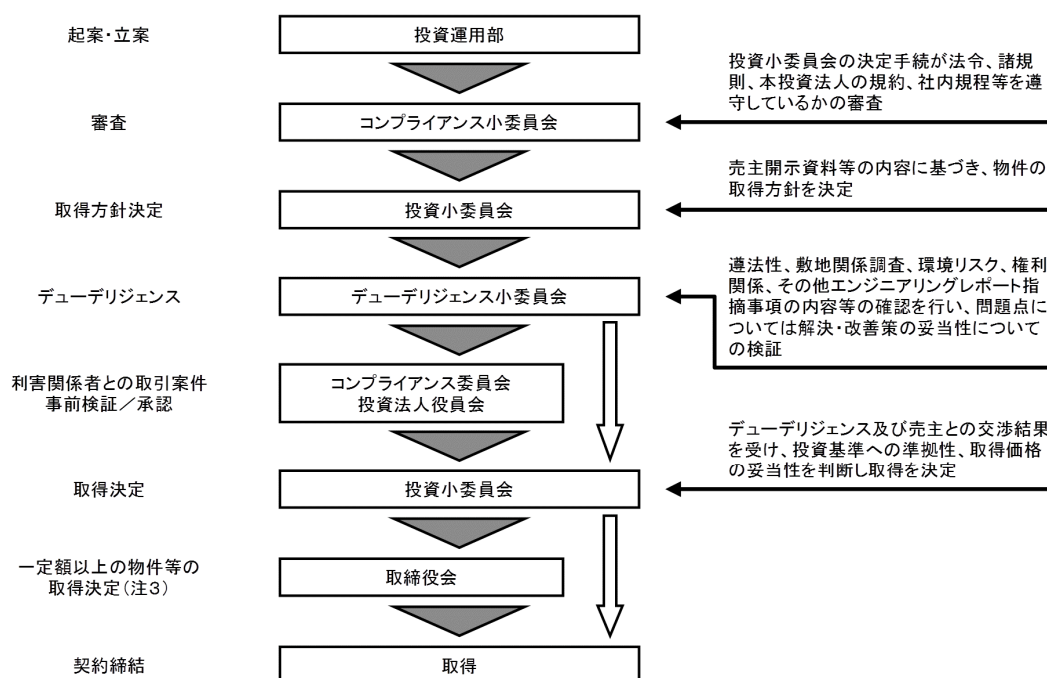 起案・立案
投資運用部
投資小委員会の決定手続が法令、諸規
則、本投資法人の規約、社内規程等を遵
守しているかの審査
審査
コンプライアンス小委員会
売主開示資料等の内容に基づき、物件の
取得方針を決定
取得方針決定
投資小委員会
遵法性、敷地関係調査、環境リスク、権利
関係、その他エンジニアリングレポート指
摘事項の内容等の確認を行い、問題点に
ついては解決・改善策の妥当性について
の検証
デューデリジェンス
デューデリジェンス小委員会
利害関係者との取引案件
事前検証／承認
コンプライアンス委員会
投資法人役員会
デューデリジェンス及び売主との交渉結果
を受け、投資基準への準拠性、取得価格
の妥当性を判断し取得を決定
取得決定
投資小委員会
一定額以上の物件等の
取得決定（注３）
取締役会
契約締結
取得